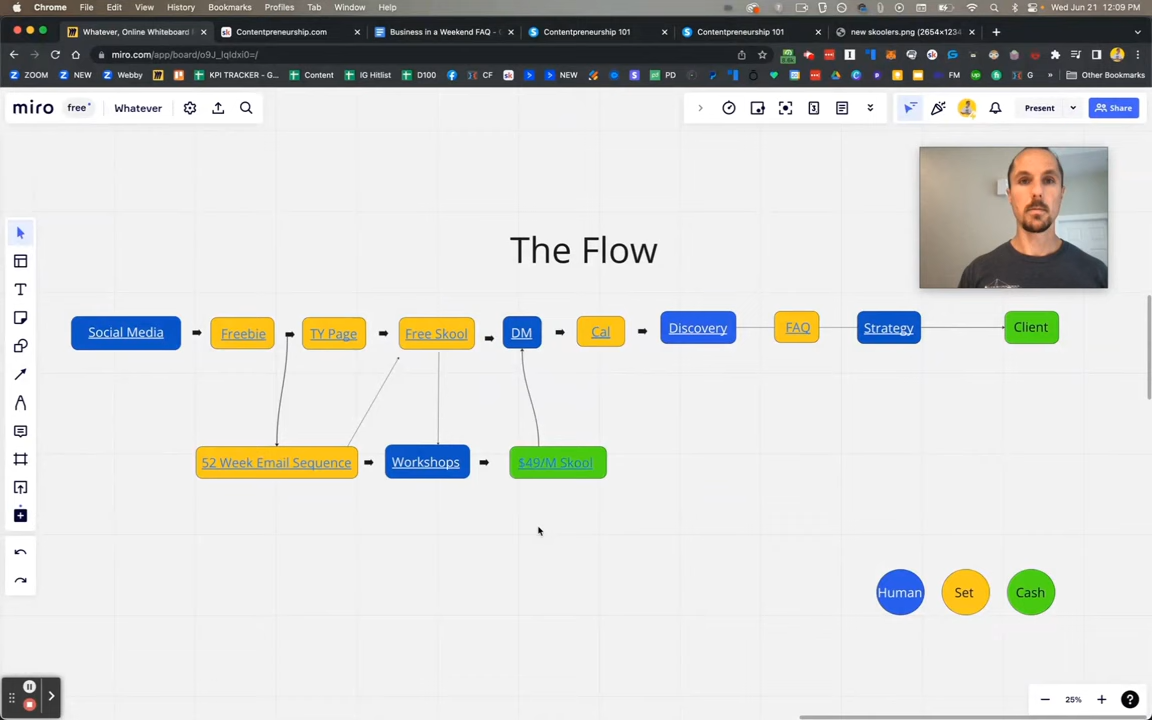 Chrome File Edit View History Bookmarks Profiles Tab Window Help
Wed Jun 21 12:09 PM
Whatever, Online Whiteboard
Contentpreneurship.com
Business in a Weekend FAQ -
Contentpreneurship 101
Contentpreneurship 101
new skoolers.png (2654×1234
miro.com/app/board/o9J_lqIdxi0=/
ZOOM NEW Webby KPI TRACKER - G... Content IG Hitlist D100 CF NEW PD FM G » Other Bookmarks
miro free Whatever
Present Share
The Flow
Social Media Freebie TY Page Free Skool DM Cal Discovery FAQ Strategy Client
52 Week Email Sequence Workshops $49/M Skool
Human Set Cash
25%